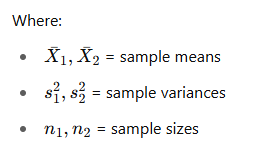 Where:
• X̄₁, X̄₂ = sample means
• s₁², s₂² = sample variances
• n₁, n₂ = sample sizes